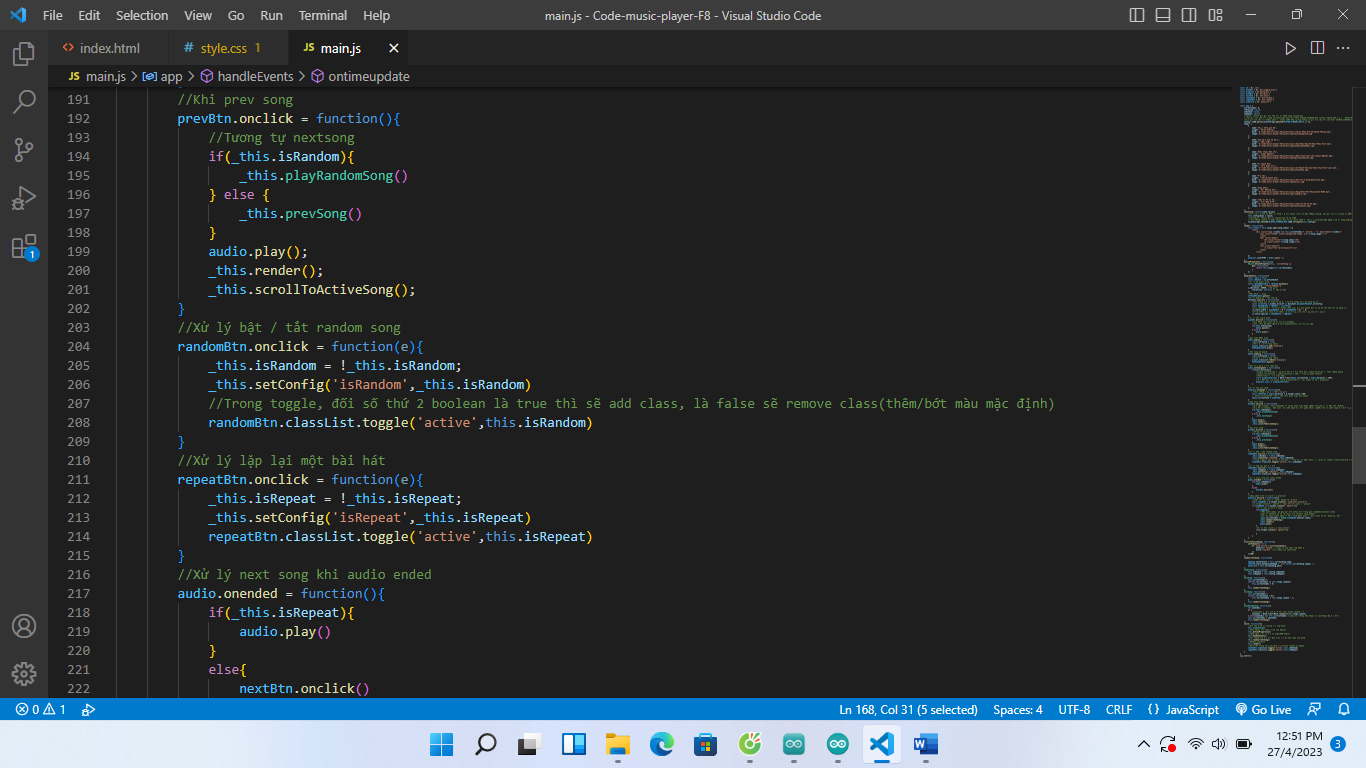 File Edit Selection View Go Run Terminal Help
main.js - Code-music-player-F8 - Visual Studio Code
index.html
style.css 1
JS main.js
JS main.js > app > handleEvents > ontimeupdate
191 //Khi prev song
192 prevBtn.onclick = function(){
193 //Tương tự nextsong
194 if(_this.isRandom){
195 _this.playRandomSong()
196 } else {
197 _this.prevSong()
198 }
199 audio.play();
200 _this.render();
201 _this.scrollToActiveSong();
202 }
203 //Xử lý bật / tắt random song
204 randomBtn.onclick = function(e){
205 _this.isRandom = !_this.isRandom;
206 _this.setConfig('isRandom',_this.isRandom)
207 //Trong toggle, đối số thứ 2 boolean là true thì sẽ add class, là false sẽ remove class(thêm/bớt màu mặc định)
208 randomBtn.classList.toggle('active',this.isRandom)
209 }
210 //Xử lý lặp lại một bài hát
211 repeatBtn.onclick = function(e){
212 _this.isRepeat = !_this.isRepeat;
213 _this.setConfig('isRepeat',_this.isRepeat)
214 repeatBtn.classList.toggle('active',this.isRepeat)
215 }
216 //Xử lý next song khi audio ended
217 audio.onended = function(){
218 if(_this.isRepeat){
219 audio.play()
220 }
221 else{
222 nextBtn.onclick()
1
0 1
Ln 168, Col 31 (5 selected) Spaces: 4 UTF-8 CRLF {} JavaScript Go Live
12:51 PM
27/4/2023
3